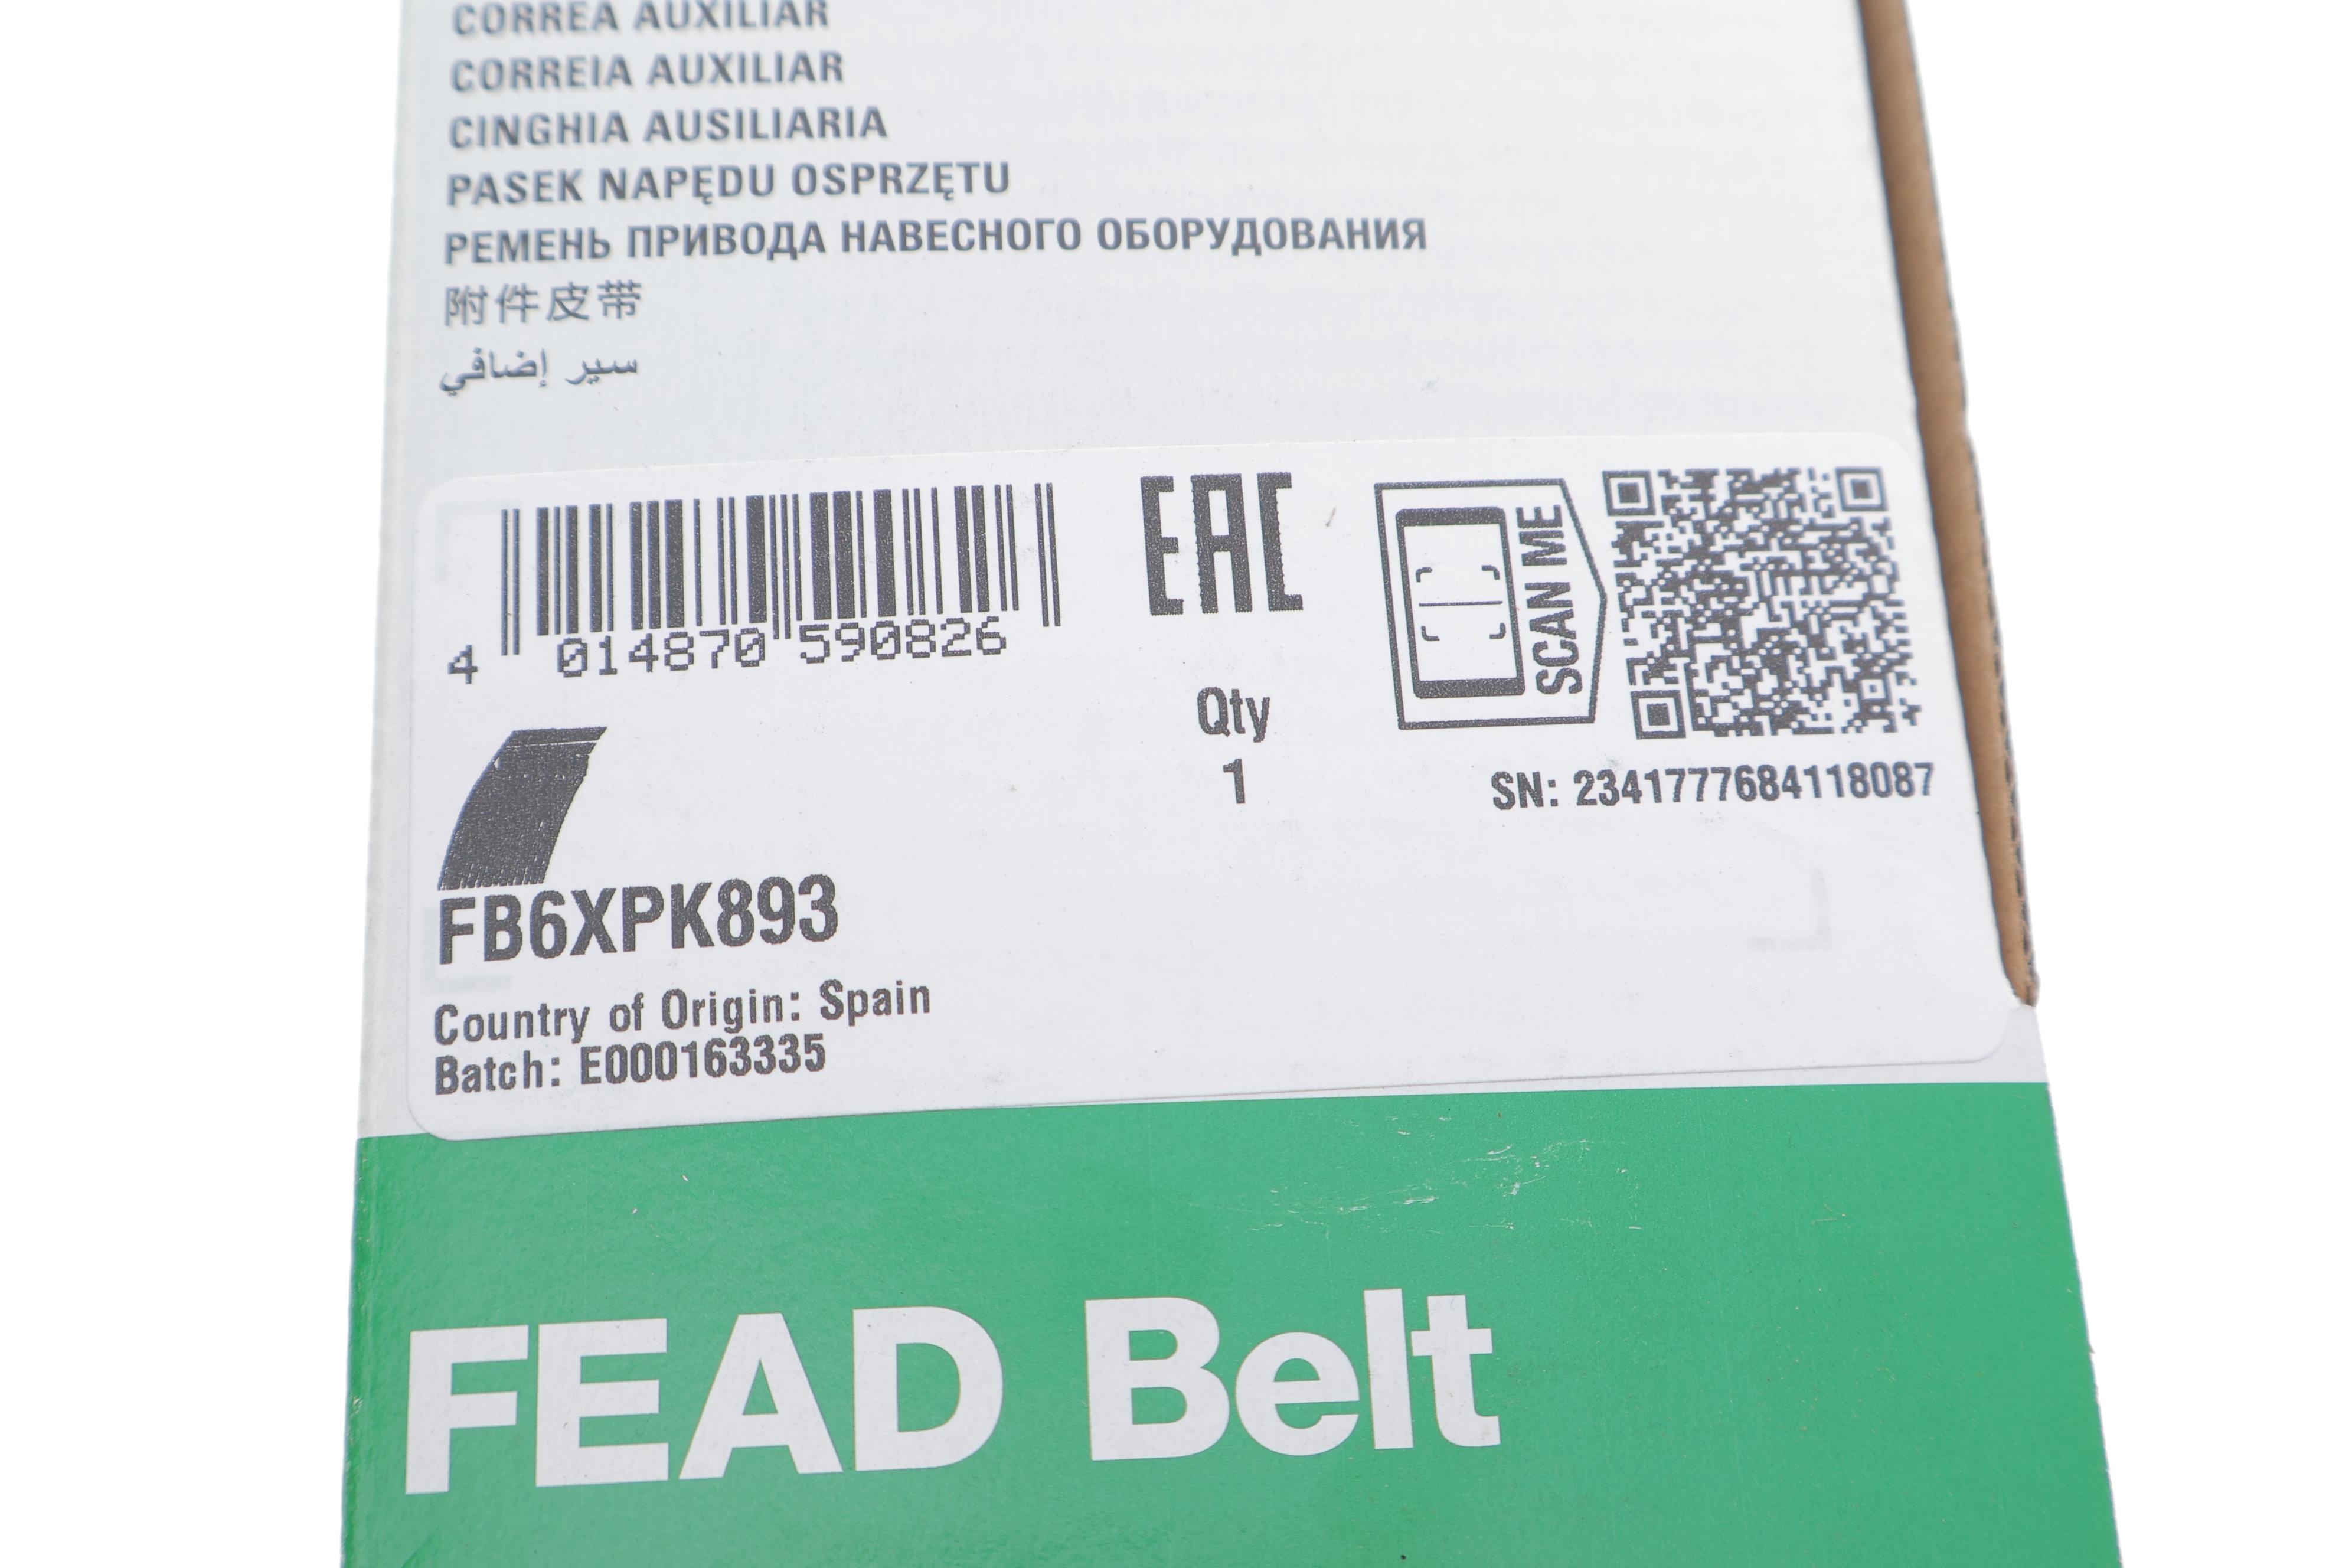 CORREA AUXILIAR
CORREIA AUXILIAR
CINGHIA AUSILIARIA
PASEK NAPĘDU OSPRZĘTU
РЕМЕНЬ ПРИВОДА НАВЕСНОГО ОБОРУДОВАНИЯ
附件皮带
سير إضافي
4 014870 590826
EAC
SCAN ME
Qty
1
SN: 2341777684118087
FB6XPK893
Country of Origin: Spain
Batch: E000163335
FEAD Belt